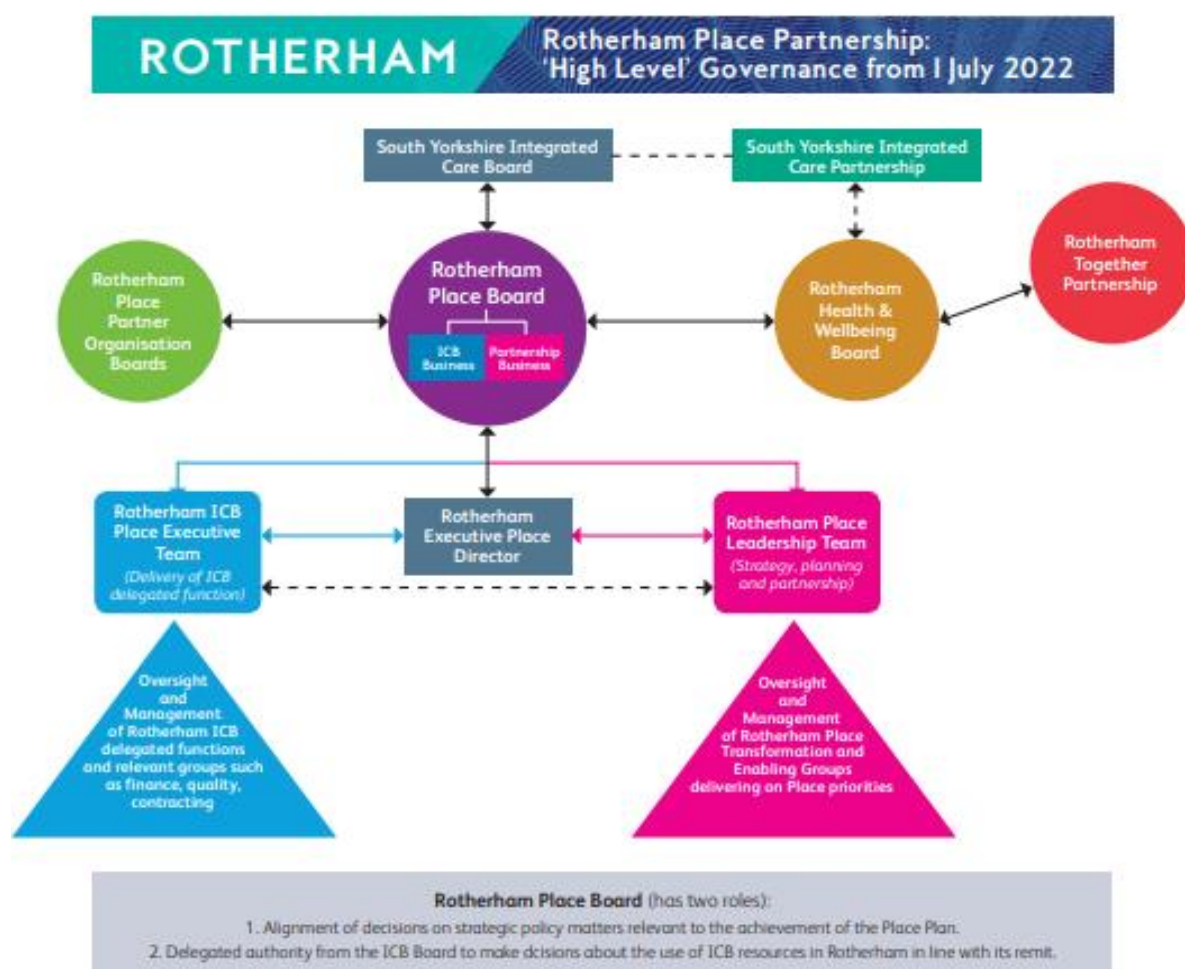 ROTHERHAM
Rotherham Place Partnership:
'High Level' Governance from 1 July 2022
South Yorkshire Integrated
Care Board
South Yorkshire Integrated
Care Partnership
Rotherham
Place
Partner
Organisation
Boards
Rotherham
Place Board
ICB
Business
Partnership
Business
Rotherham
Health &
Wellbeing
Board
Rotherham
Together
Partnership
Rotherham ICB
Place Executive
Team
(Delivery of ICB
delegated function)
Rotherham
Executive Place
Director
Rotherham Place
Leadership Team
(Strategy, planning
and partnership)
Oversight
and
Management
of Rotherham ICB
delegated functions
and relevant groups such
as finance, quality,
contracting
Oversight
and
Management
of Rotherham Place
Transformation and
Enabling Groups
delivering on Place priorities
Rotherham Place Board (has two roles):
1. Alignment of decisions on strategic policy matters relevant to the achievement of the Place Plan.
2. Delegated authority from the ICB Board to make dcisions about the use of ICB resources in Rotherham in line with its remit.